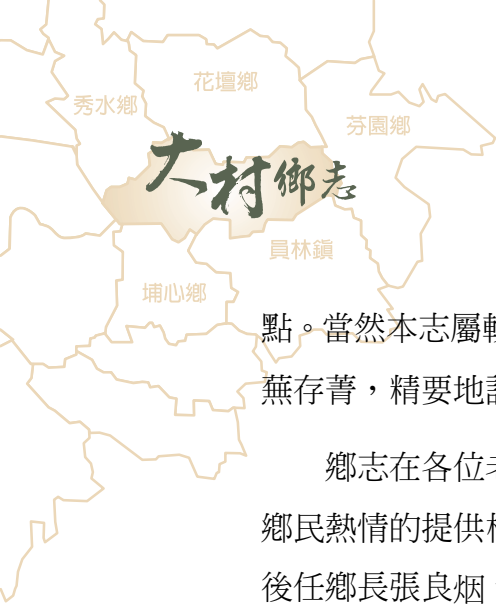 花壇鄉
秀水鄉
芬園鄉
大村鄉志
員林鎮
埔心鄉
點。當然本志屬
蕪存菁，精要地
鄉志在各位
鄉民熱情的提供
後任鄉長張良烟